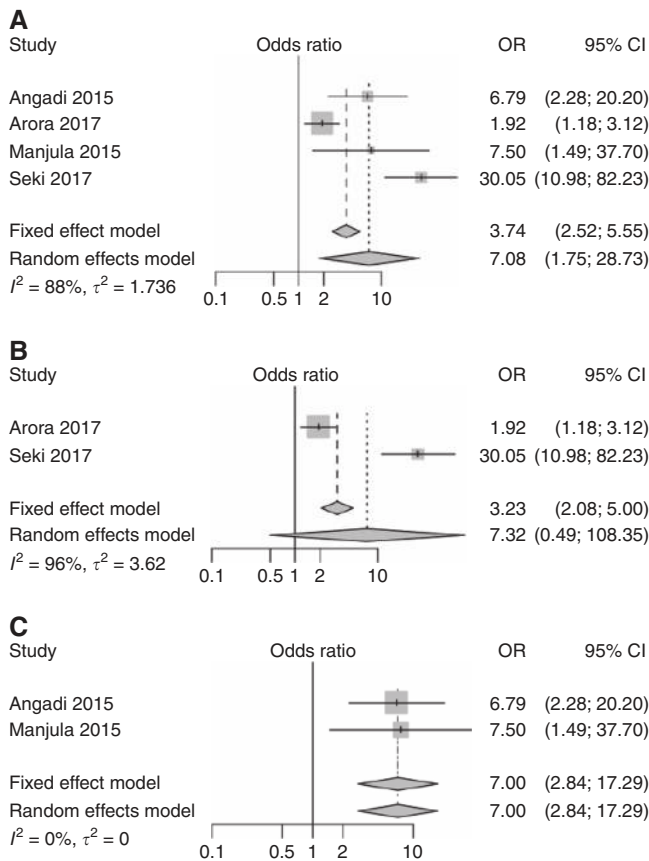 A
Study Odds ratio OR 95% CI
Angadi 2015 6.79 (2.28; 20.20)
Arora 2017 1.92 (1.18; 3.12)
Manjula 2015 7.50 (1.49; 37.70)
Seki 2017 30.05 (10.98; 82.23)
Fixed effect model 3.74 (2.52; 5.55)
Random effects model 7.08 (1.75; 28.73)
I² = 88%, τ² = 1.736
0.1 0.5 1 2 10
B
Study Odds ratio OR 95% CI
Arora 2017 1.92 (1.18; 3.12)
Seki 2017 30.05 (10.98; 82.23)
Fixed effect model 3.23 (2.08; 5.00)
Random effects model 7.32 (0.49; 108.35)
I² = 96%, τ² = 3.62
0.1 0.5 1 2 10
C
Study Odds ratio OR 95% CI
Angadi 2015 6.79 (2.28; 20.20)
Manjula 2015 7.50 (1.49; 37.70)
Fixed effect model 7.00 (2.84; 17.29)
Random effects model 7.00 (2.84; 17.29)
I² = 0%, τ² = 0
0.1 0.5 1 2 10